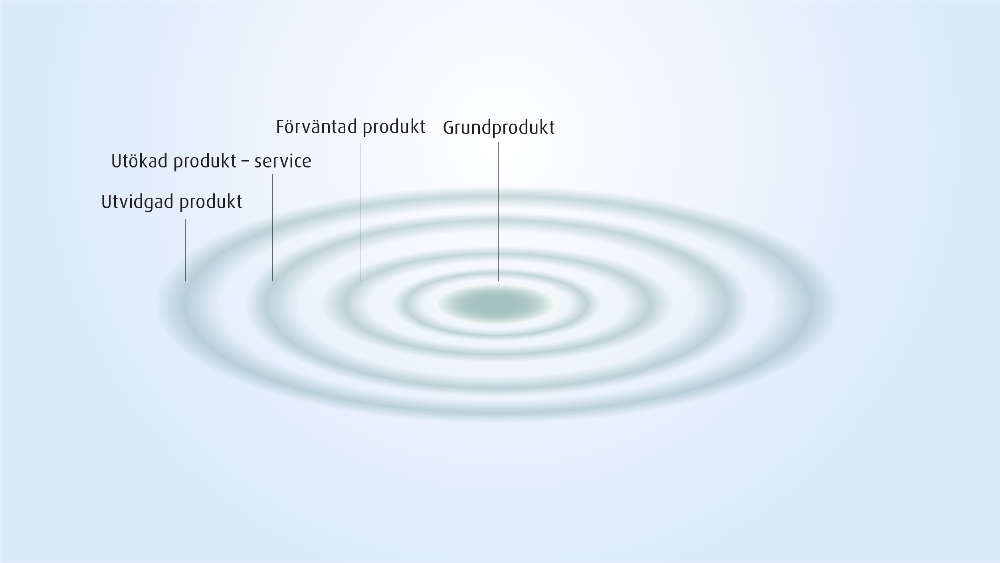 Förväntad produkt
Grundprodukt
Utökad produkt – service
Utvidgad produkt